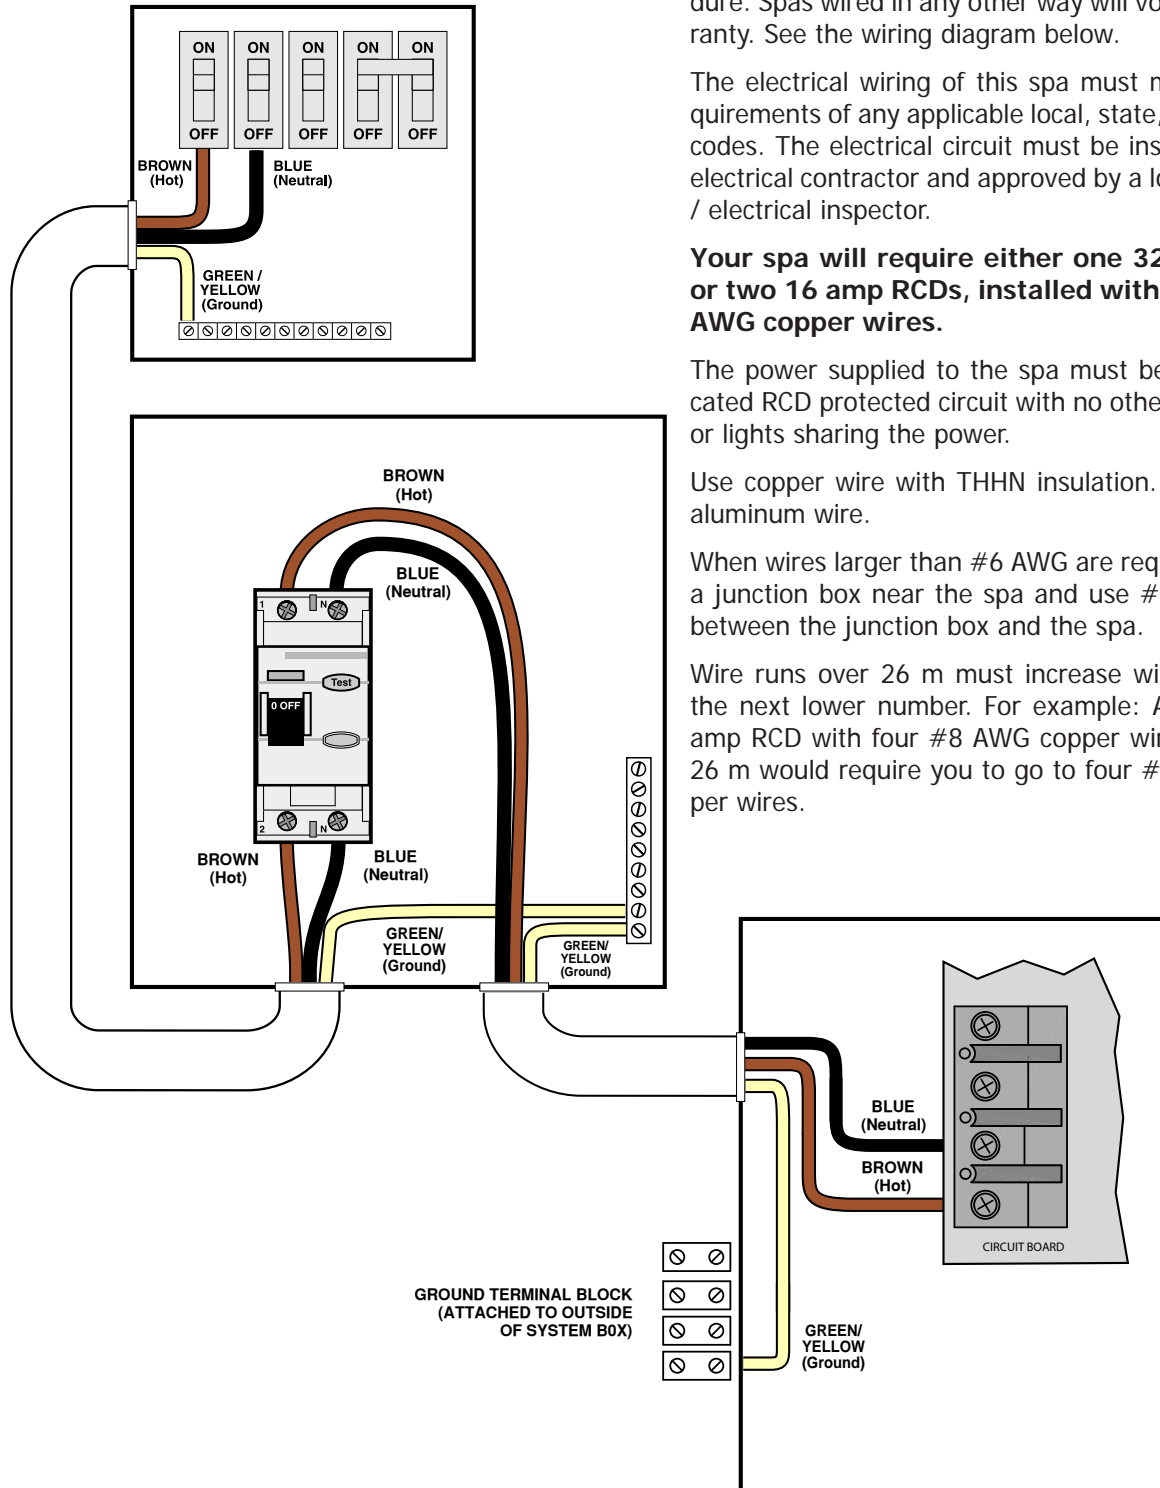 dure. Spas wired in any other way will vo
ranty. See the wiring diagram below.
The electrical wiring of this spa must m
quirements of any applicable local, state,
codes. The electrical circuit must be ins
electrical contractor and approved by a lo
/ electrical inspector.
Your spa will require either one 32
or two 16 amp RCDs, installed with
AWG copper wires.
The power supplied to the spa must be
cated RCD protected circuit with no othe
or lights sharing the power.
Use copper wire with THHN insulation.
aluminum wire.
When wires larger than #6 AWG are req
a junction box near the spa and use #
between the junction box and the spa.
Wire runs over 26 m must increase wi
the next lower number. For example: A
amp RCD with four #8 AWG copper wir
26 m would require you to go to four #
per wires.
ON ON ON ON ON
OFF OFF OFF OFF OFF
BROWN
(Hot)
BLUE
(Neutral)
GREEN /
YELLOW
(Ground)
BROWN
(Hot)
BLUE
(Neutral)
1 N
Test
0 OFF
2 N
BROWN
(Hot)
BLUE
(Neutral)
GREEN/
YELLOW
(Ground)
GREEN/
YELLOW
(Ground)
BLUE
(Neutral)
BROWN
(Hot)
CIRCUIT BOARD
GROUND TERMINAL BLOCK
(ATTACHED TO OUTSIDE
OF SYSTEM B0X)
GREEN/
YELLOW
(Ground)